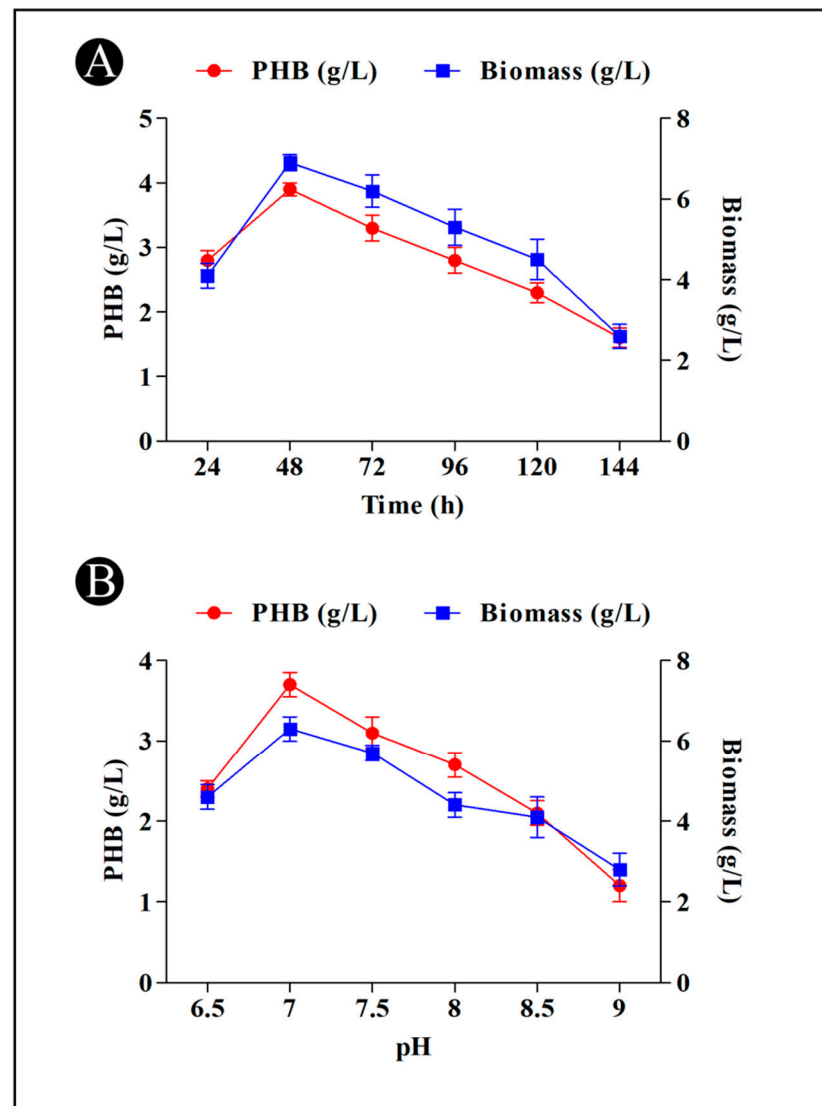 A
PHB (g/L) Biomass (g/L)
5 8
4
6
3
4
2
2
1
0 0
PHB (g/L)
Biomass (g/L)
24 48 72 96 120 144
Time (h)
B
PHB (g/L) Biomass (g/L)
4 8
3 6
2 4
1 2
0 0
PHB (g/L)
Biomass (g/L)
6.5 7 7.5 8 8.5 9
pH